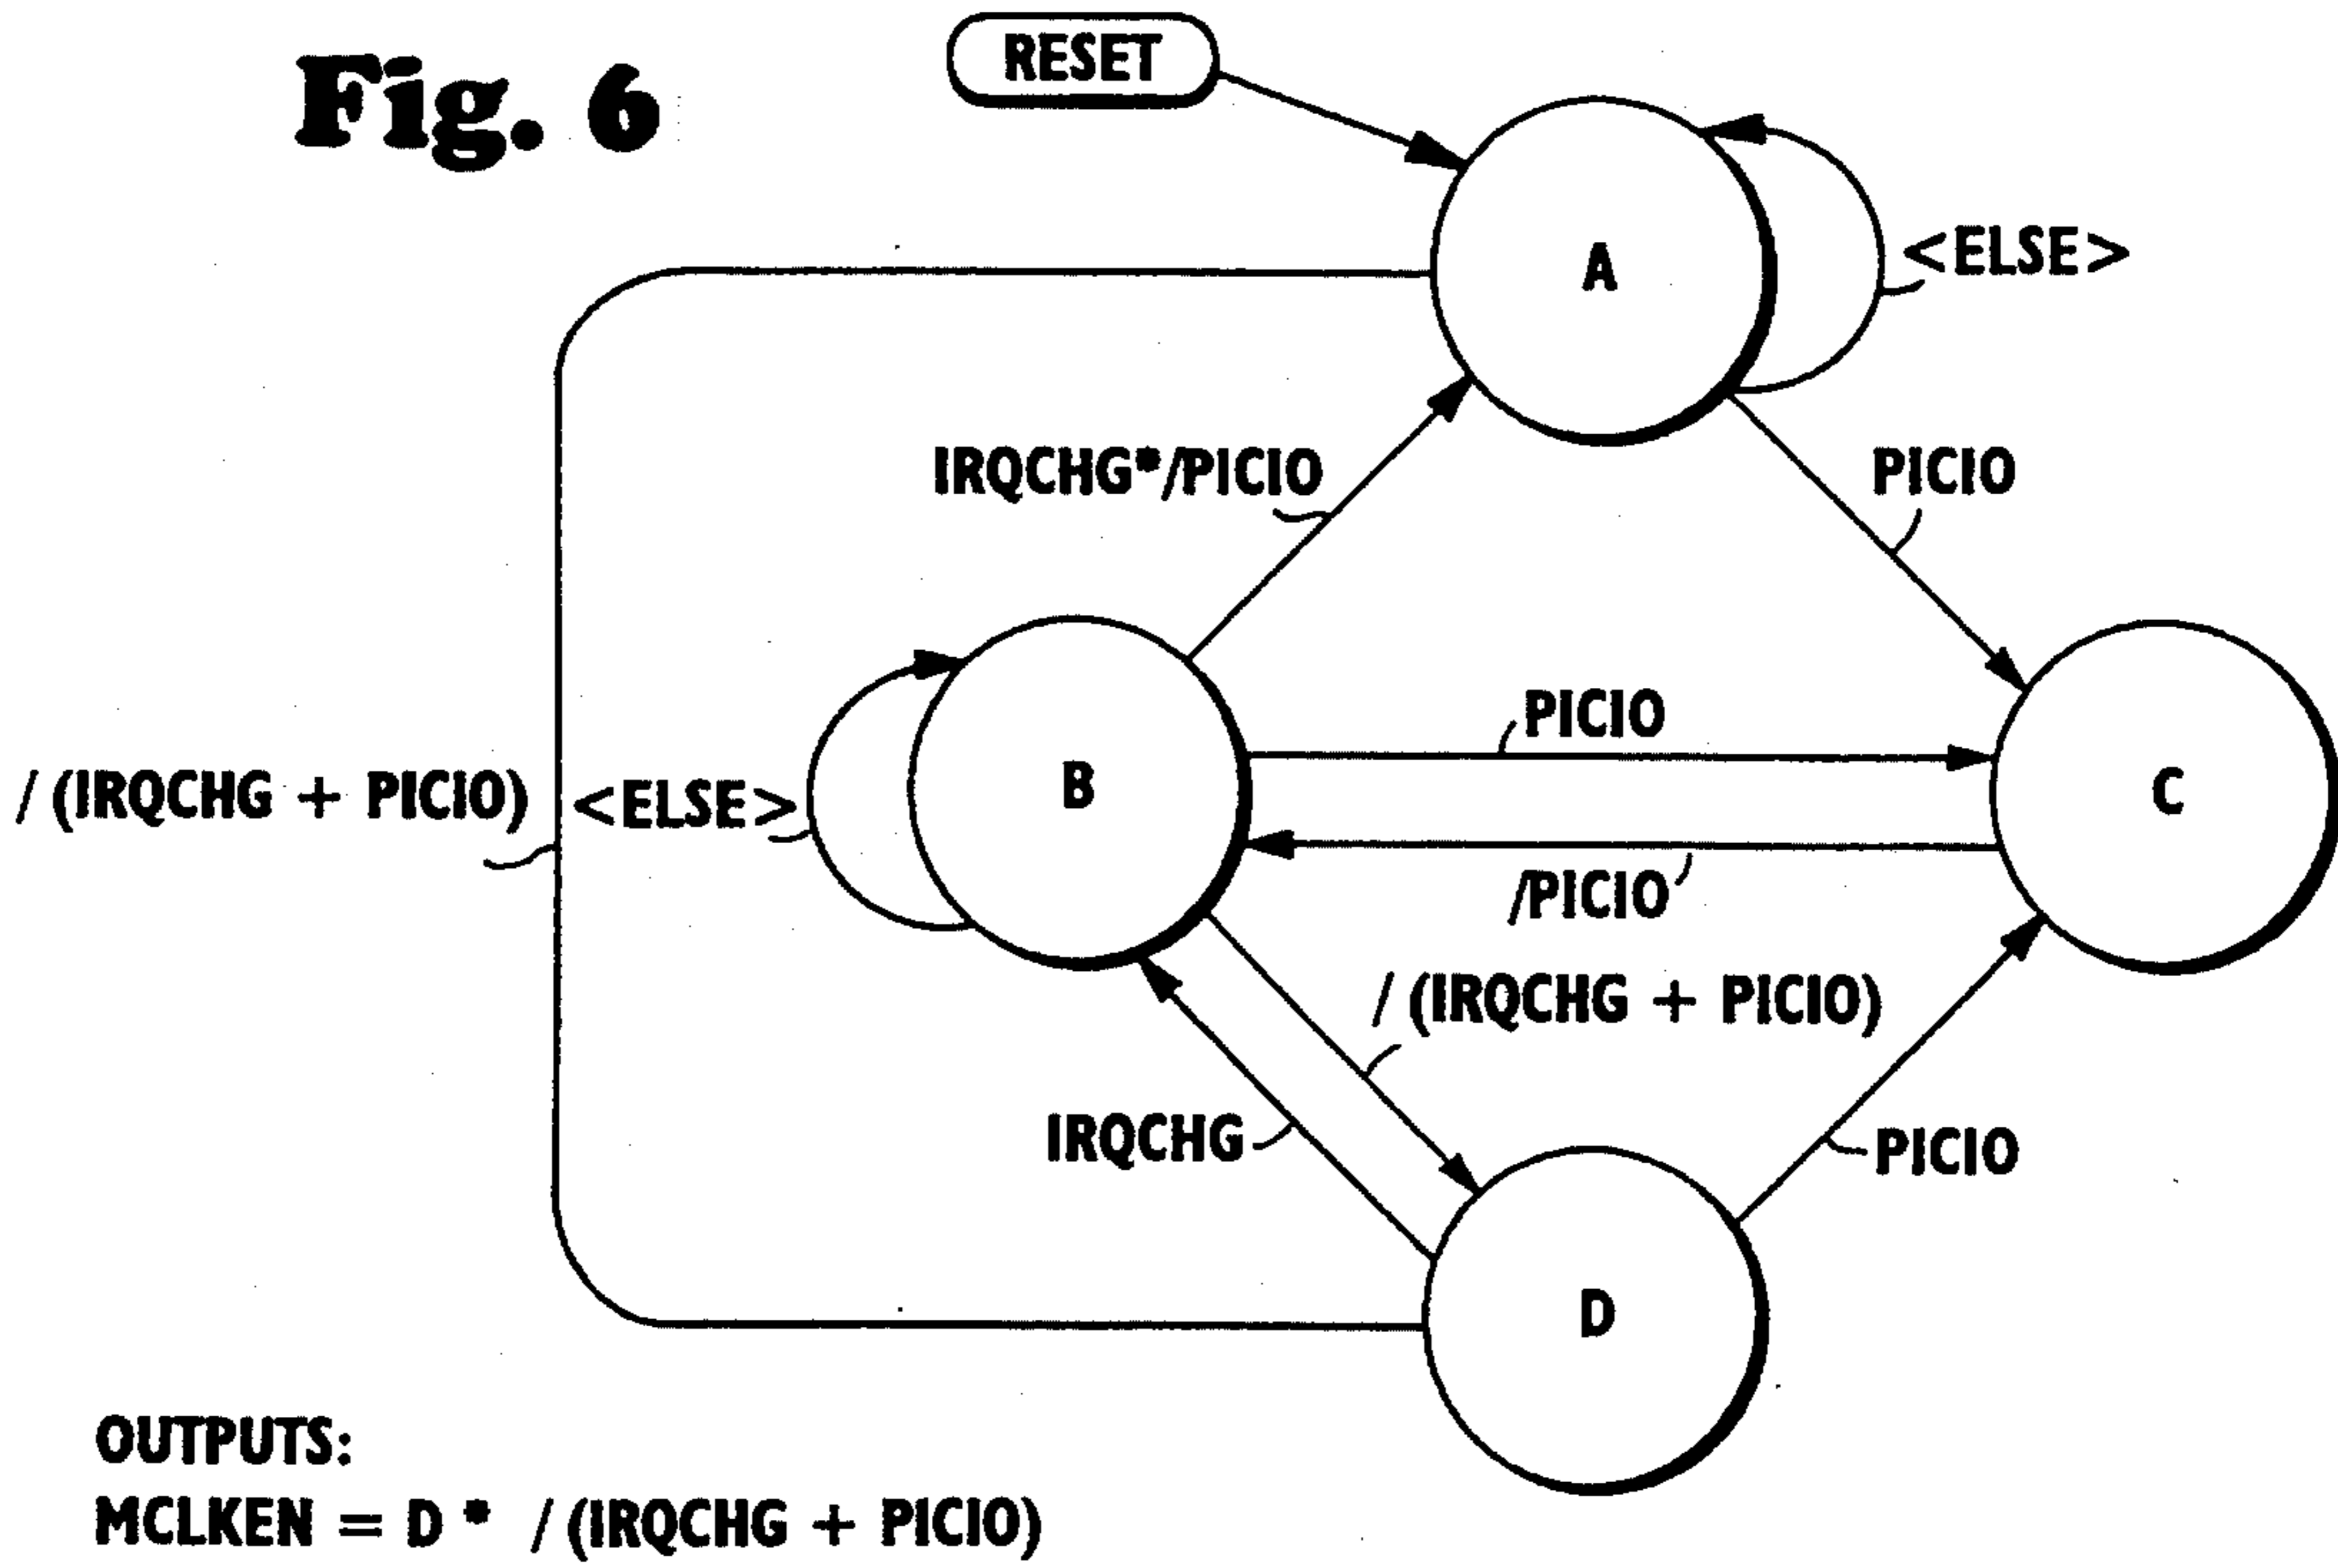 Fig. 6
RESET
A
<ELSE>
IRQCHG*/PICIO
PICIO
B
PICIO
C
/ (IRQCHG + PICIO)
<ELSE>
/PICIO
/ (IRQCHG + PICIO)
IRQCHG
PICIO
D
OUTPUTS:
MCLKEN = D * / (IRQCHG + PICIO)